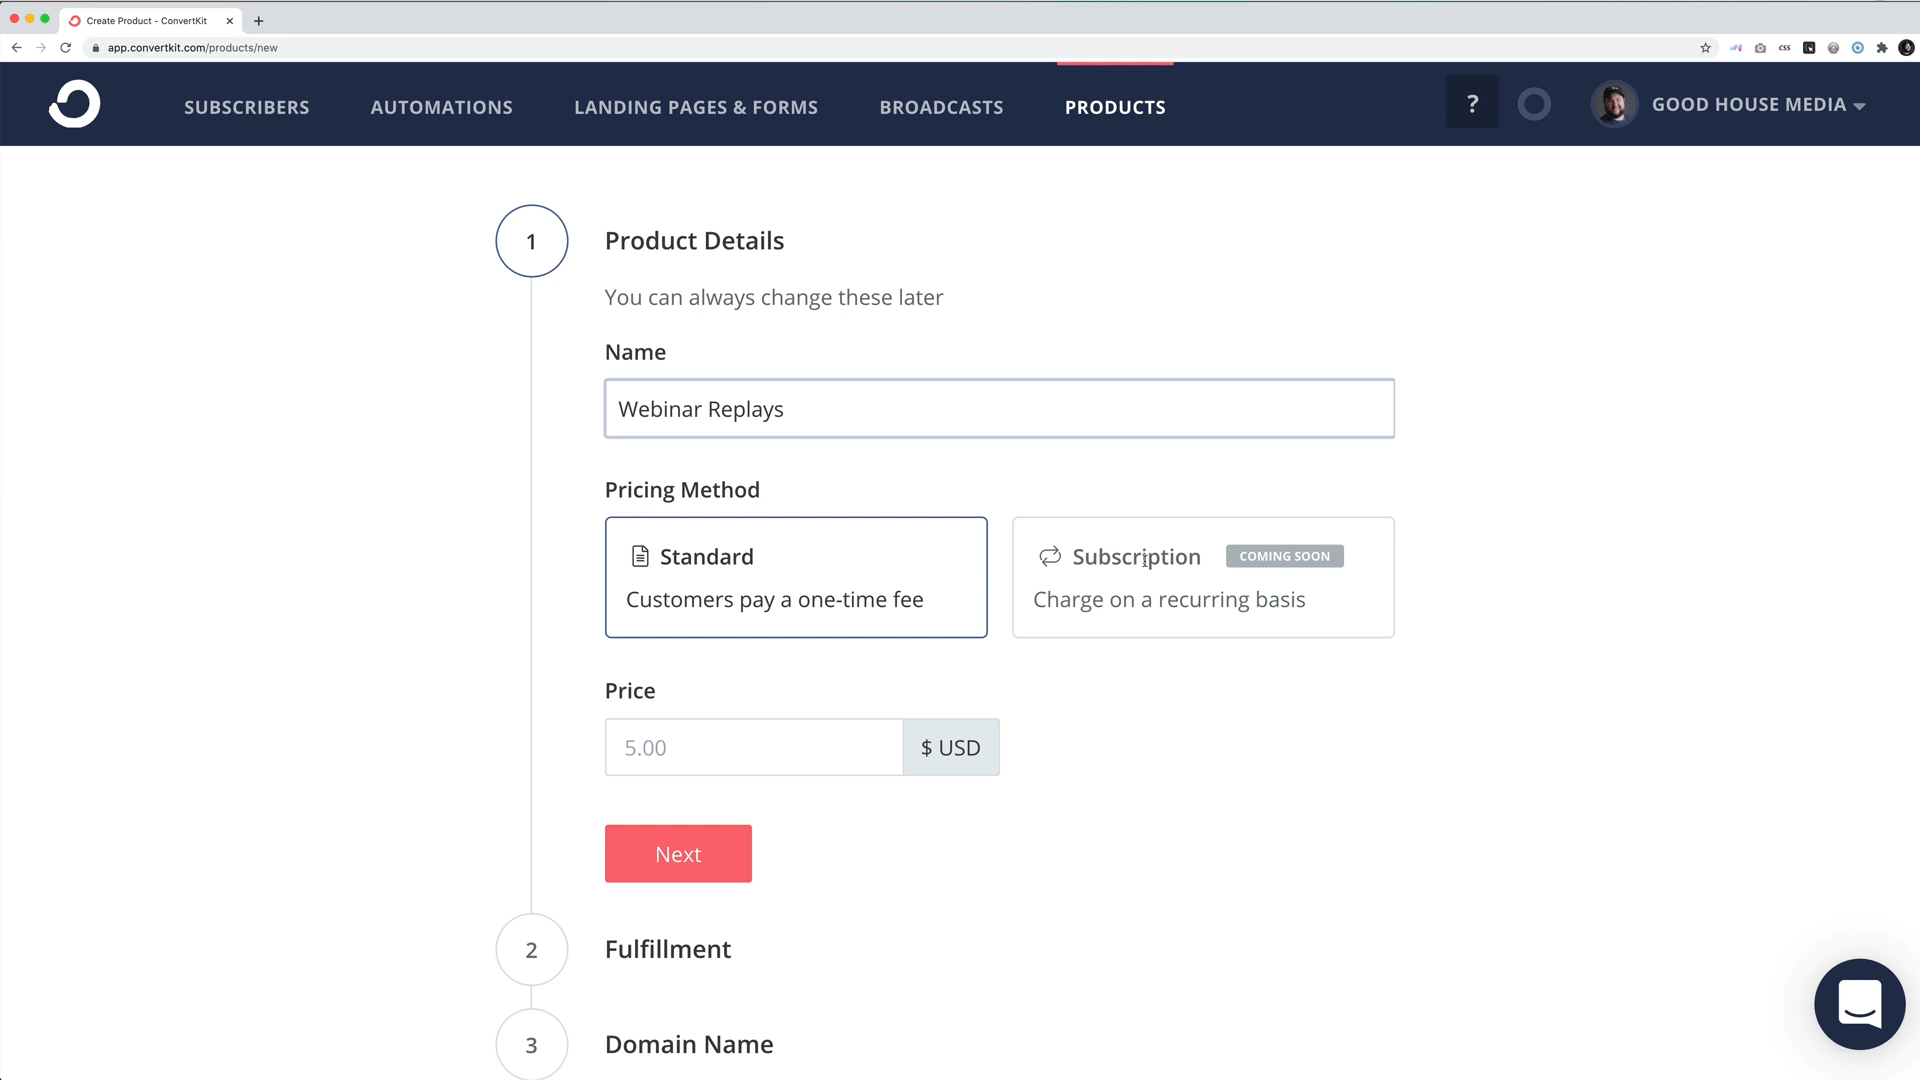 Create Product - ConvertKit
app.convertkit.com/products/new
css
SUBSCRIBERS
AUTOMATIONS
LANDING PAGES & FORMS
BROADCASTS
PRODUCTS
?
GOOD HOUSE MEDIA
1
Product Details
You can always change these later
Name
Webinar Replays
Pricing Method
Standard
Customers pay a one-time fee
Subscription
COMING SOON
Charge on a recurring basis
Price
5.00
$ USD
Next
2
Fulfillment
3
Domain Name